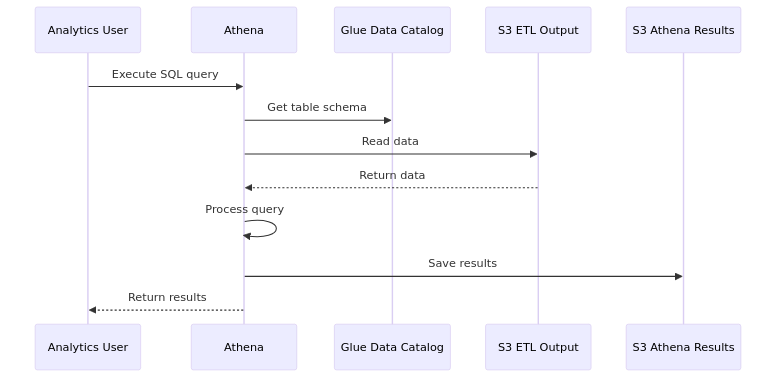 Analytics User
Athena
Glue Data Catalog
S3 ETL Output
S3 Athena Results
Execute SQL query
Get table schema
Read data
Return data
Process query
Save results
Return results
Analytics User
Athena
Glue Data Catalog
S3 ETL Output
S3 Athena Results